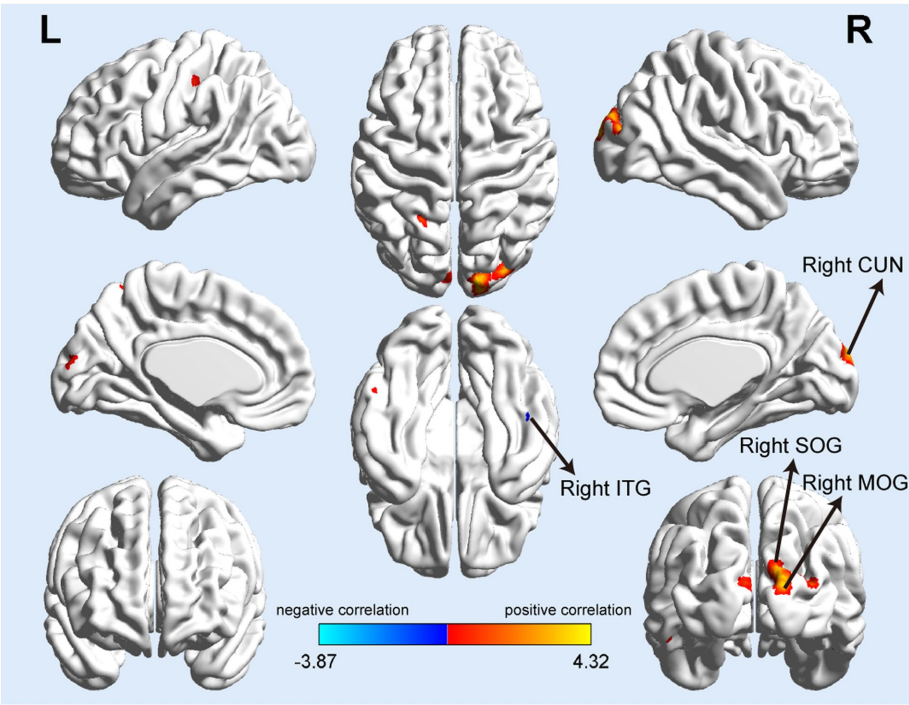 L
R
Right CUN
Right SOG
Right MOG
Right ITG
negative correlation
positive correlation
-3.87
4.32